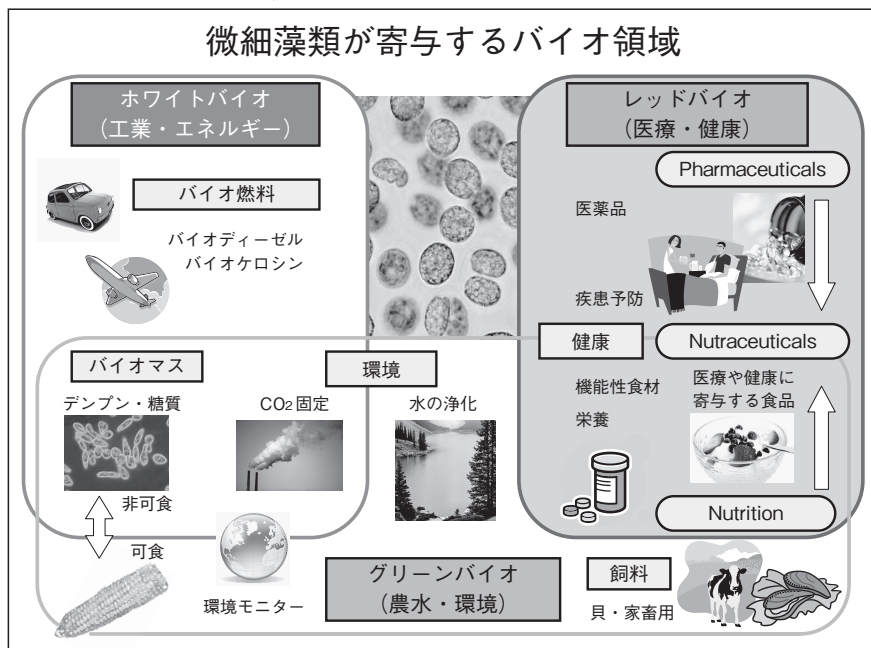 微細藻類が寄与するバイオ領域
ホワイトバイオ
（工業・エネルギー）
バイオ燃料
バイオディーゼル
バイオケロシン
レッドバイオ
（医療・健康）
Pharmaceuticals
医薬品
疾患予防
健康
Nutraceuticals
機能性食材
栄養
医療や健康に
寄与する食品
Nutrition
バイオマス
環境
デンプン・糖質
CO2固定
水の浄化
非可食
可食
環境モニター
グリーンバイオ
（農水・環境）
飼料
貝・家畜用